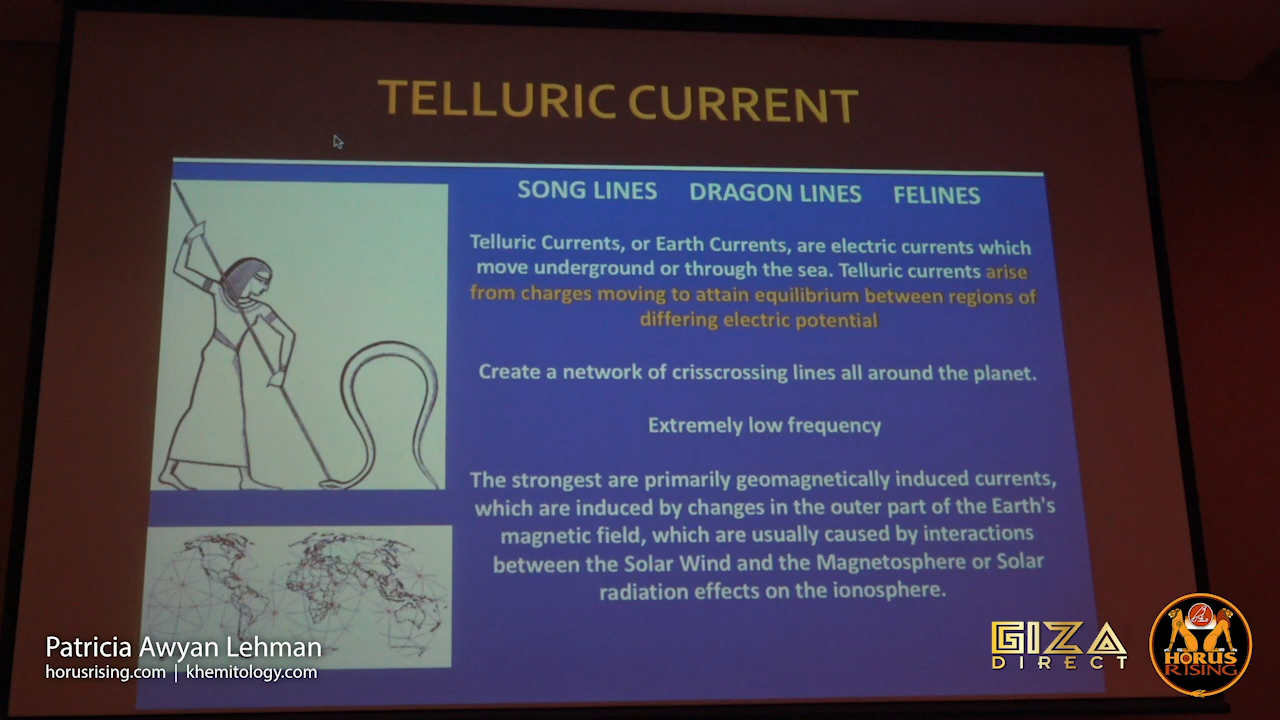 TELLURIC CURRENT
SONG LINES DRAGON LINES FELINES
Telluric Currents, or Earth Currents, are electric currents which
move underground or through the sea. Telluric currents arise
from charges moving to attain equilibrium between regions of
differing electric potential
Create a network of crisscrossing lines all around the planet.
Extremely low frequency
The strongest are primarily geomagnetically induced currents,
which are induced by changes in the outer part of the Earth's
magnetic field, which are usually caused by interactions
between the Solar Wind and the Magnetosphere or Solar
radiation effects on the ionosphere.
Patricia Awyan Lehman
horusrising.com | khemitology.com
GIZA
DIRECT
HORUS
RISING